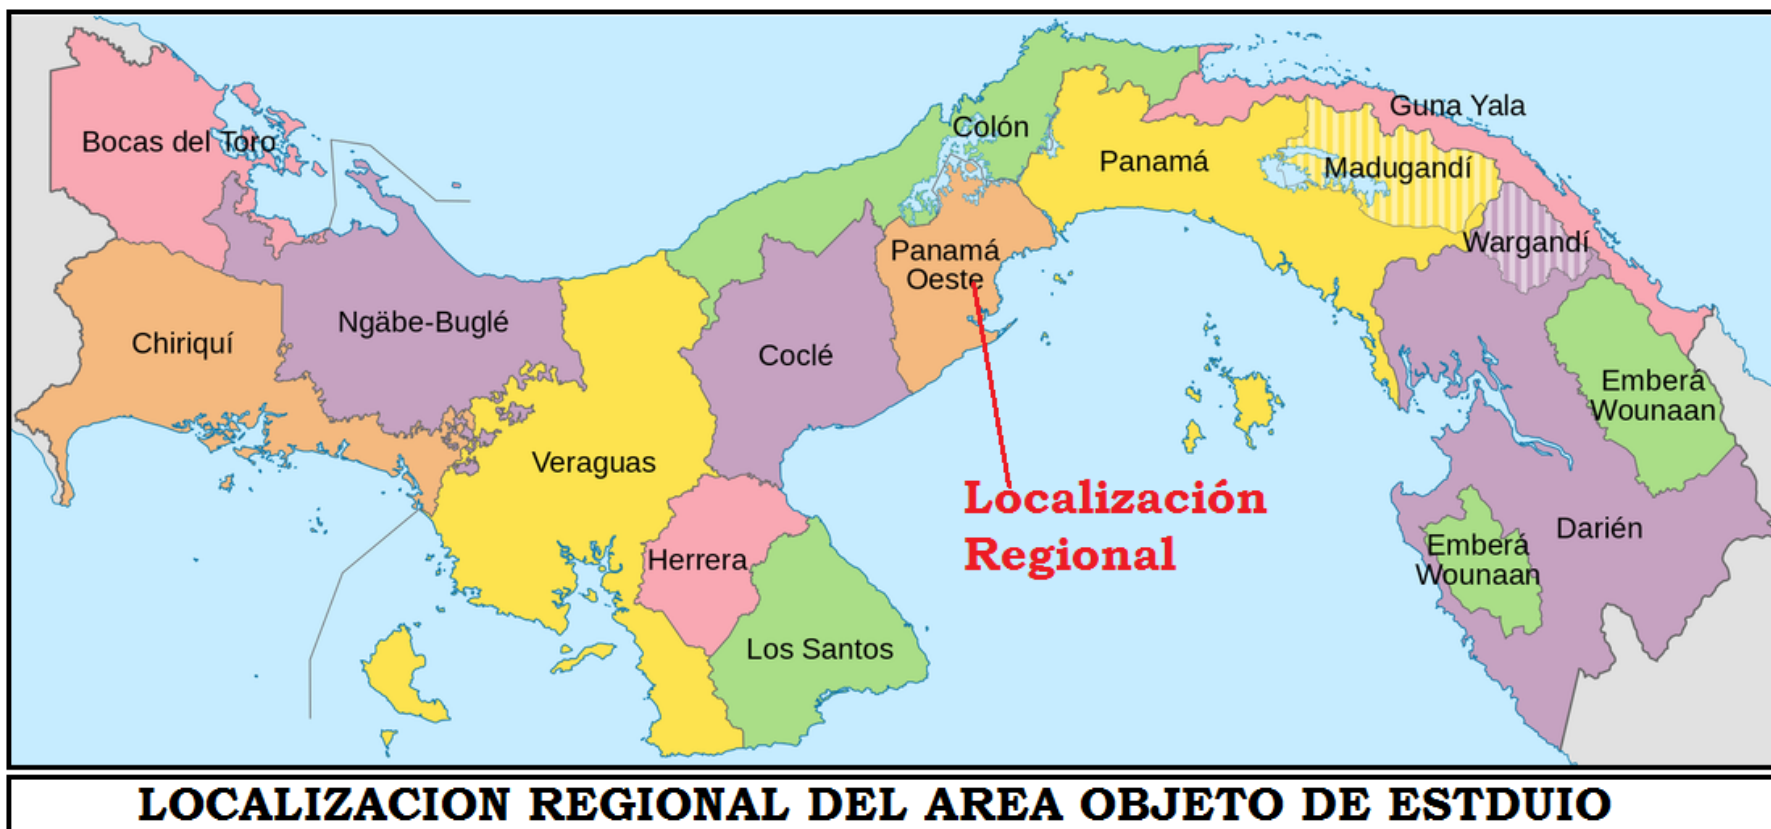 Bocas del Toro
Colón
Guna Yala
Panamá
Madugandí
Panamá
Oeste
Wargandí
Chiriquí
Ngäbe-Buglé
Coclé
Emberá
Wounaan
Veraguas
Localización
Regional
Herrera
Darién
Emberá
Wounaan
Los Santos
LOCALIZACION REGIONAL DEL AREA OBJETO DE ESTDUIO